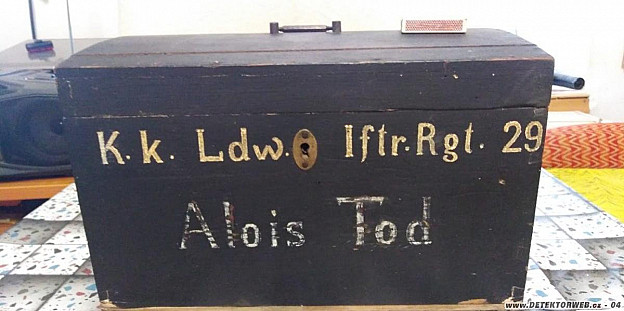 K. k. Ldw. Iftr. Rgt. 29
Alois Tod
www.DETEKTORWEB.cz - 04